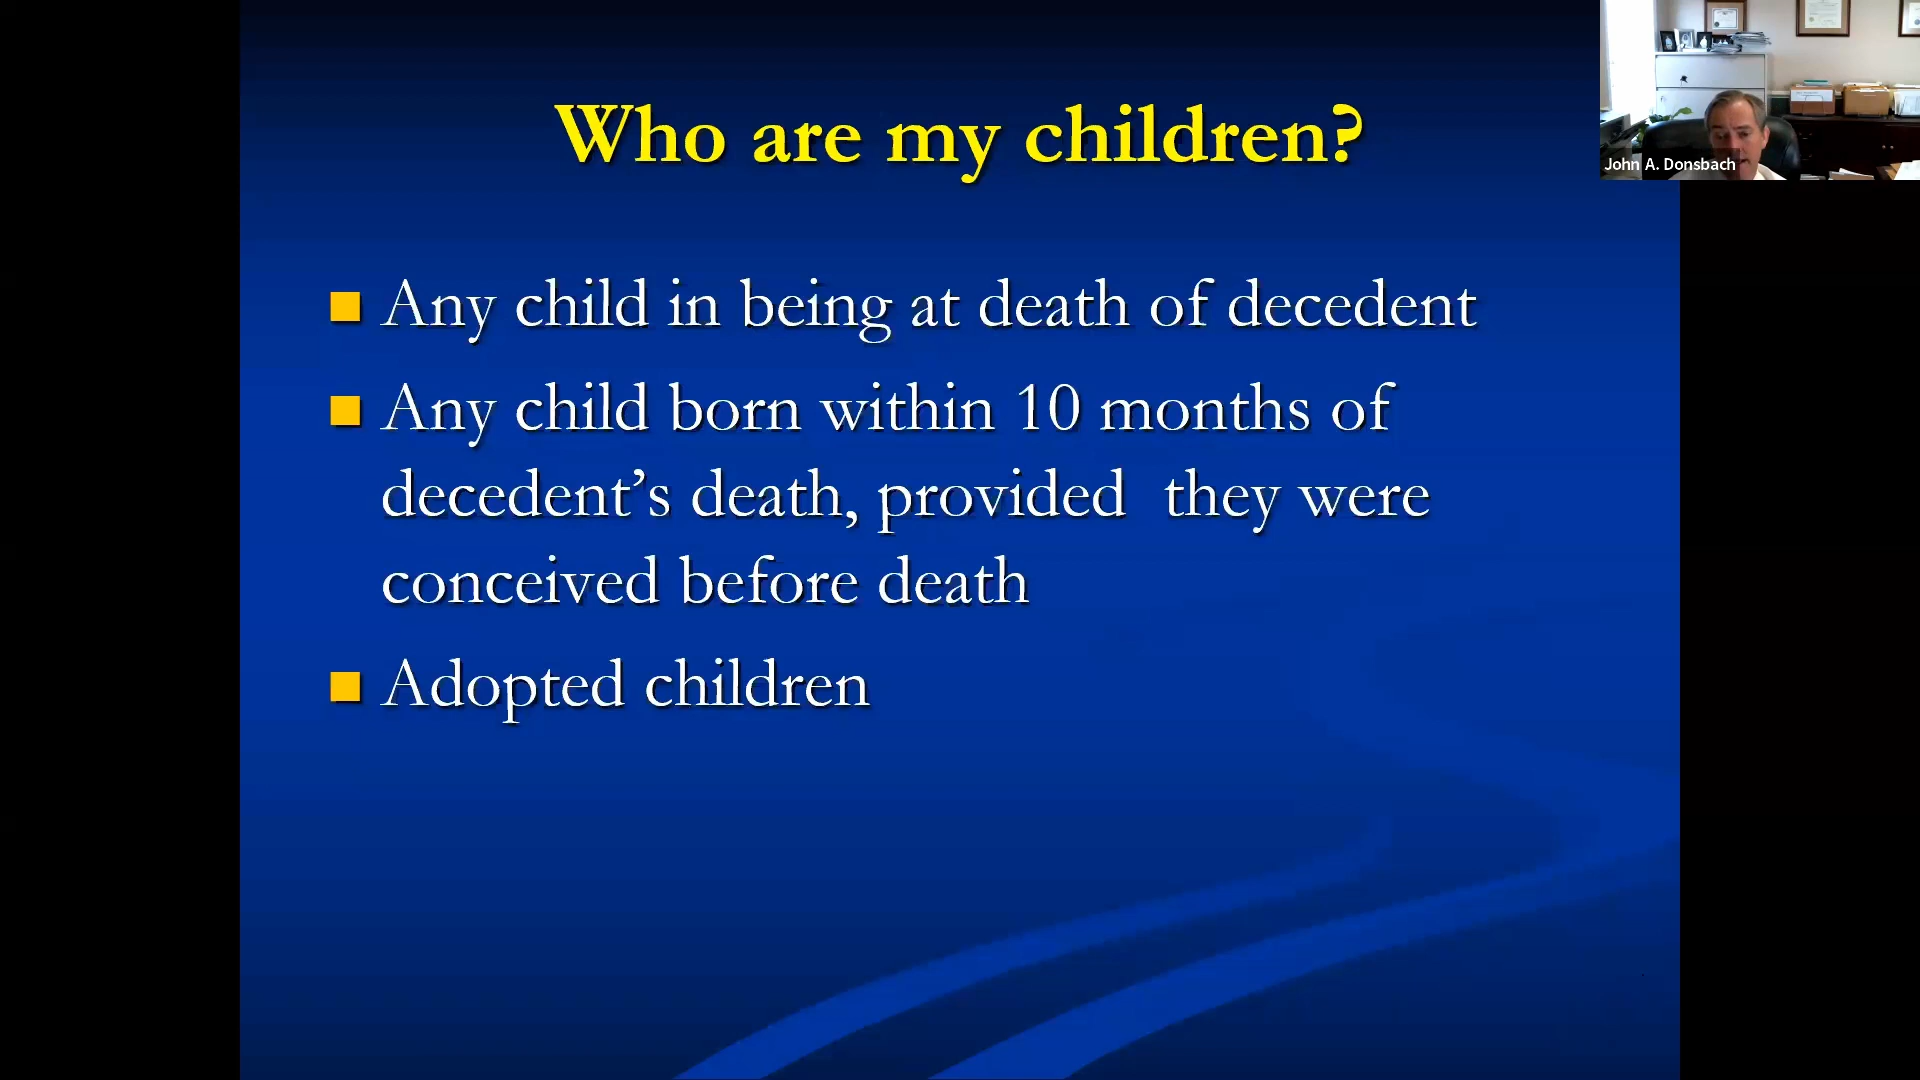 Who are my children?
John A. Donsbach
Any child in being at death of decedent
Any child born within 10 months of
decedent’s death, provided  they were
conceived before death
Adopted children